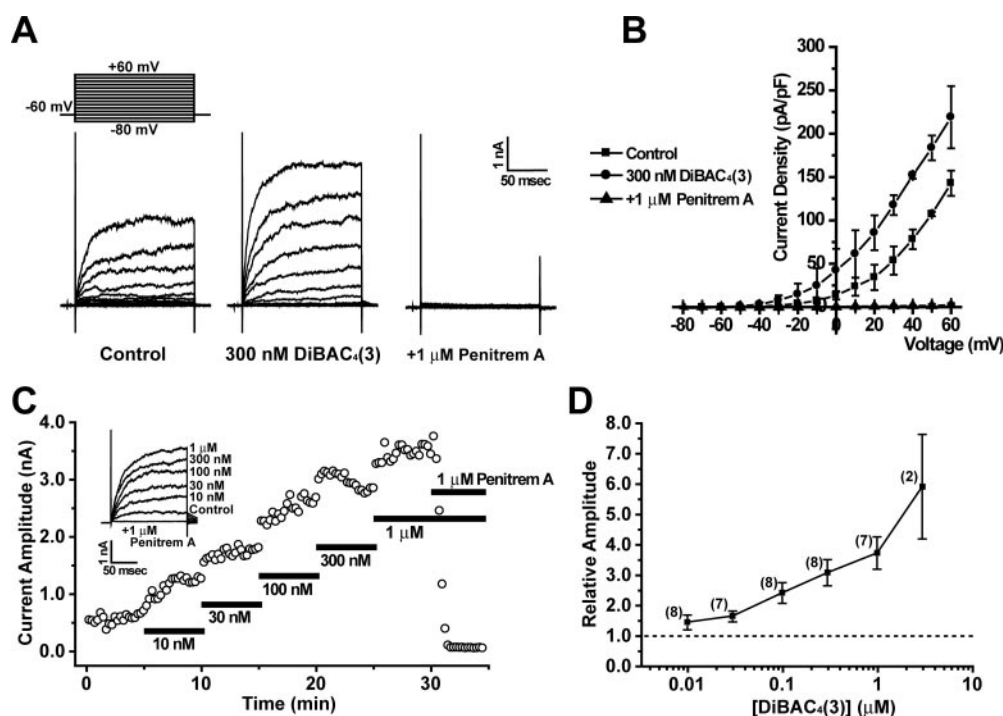 A
+60 mV
-60 mV
-80 mV
1 nA
50 msec
Control
300 nM DiBAC₄(3)
+1 μM Penitrem A
B
Control
300 nM DiBAC₄(3)
+1 μM Penitrem A
Current Density (pA/pF)
300
250
200
150
100
50
-80 -60 -40 -20 0 20 40 60
Voltage (mV)
C
Current Amplitude (nA)
4.0
3.0
2.0
1.0
0.0
1 μM
300 nM
100 nM
30 nM
10 nM
Control
+1 μM
Penitrem A
1 nA
50 msec
1 μM Penitrem A
1 μM
300 nM
100 nM
30 nM
10 nM
0 10 20 30
Time (min)
D
Relative Amplitude
8.0
7.0
6.0
5.0
4.0
3.0
2.0
1.0
0.0
(8)
(7)
(8)
(8)
(7)
(2)
0.01 0.1 1 10
[DiBAC₄(3)] (μM)